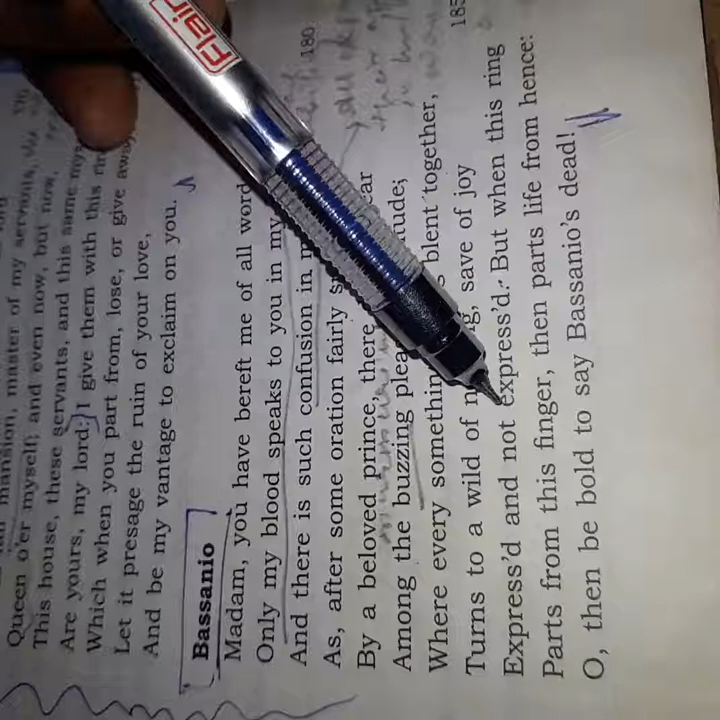 mansion, master of my servants,
Queen o'er myself; and even now, but now,
This house, these servants, and this same
Are yours, my lord: I give them with this
Which when you part from, lose, or give away,
Let it presage the ruin of your love,
And be my vantage to exclaim on you.
Bassanio
Madam, you have bereft me of all
Only my blood speaks to you in my
And there is such confusion in
180
As, after some oration fairly
By a beloved prince, there
Among the buzzing
Where every something blent together,
Turns to a wild of save of joy
185
Express'd and not express'd. But when this ring
Parts from this finger, then parts life from hence:
O, then be bold to say Bassanio's dead!
Flair